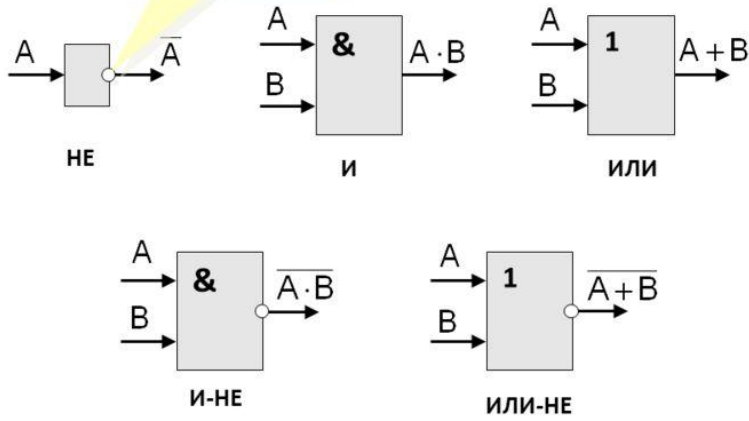 A A̅
НЕ
A B & A · B
И
A B 1 A + B
ИЛИ
A B & A̅ ̅·̅ ̅B̅
И-НЕ
A B 1 A̅ ̅+̅ ̅B̅
ИЛИ-НЕ